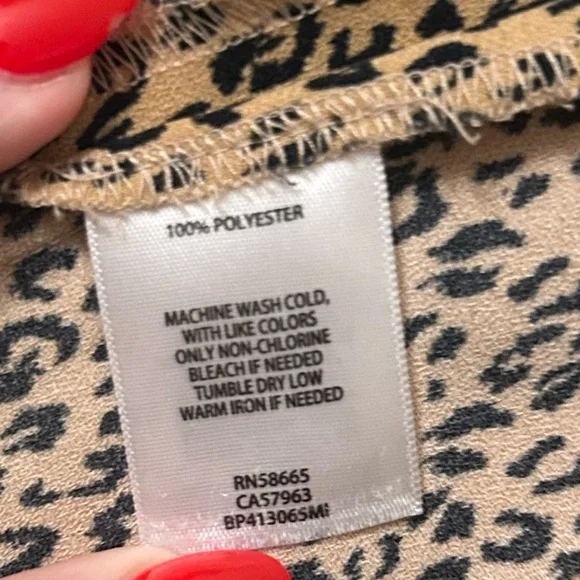 100% POLYESTER
MACHINE WASH COLD,
WITH LIKE COLORS
ONLY NON-CHLORINE
BLEACH IF NEEDED
TUMBLE DRY LOW
WARM IRON IF NEEDED
RN58665
CA57963
BP413065MI